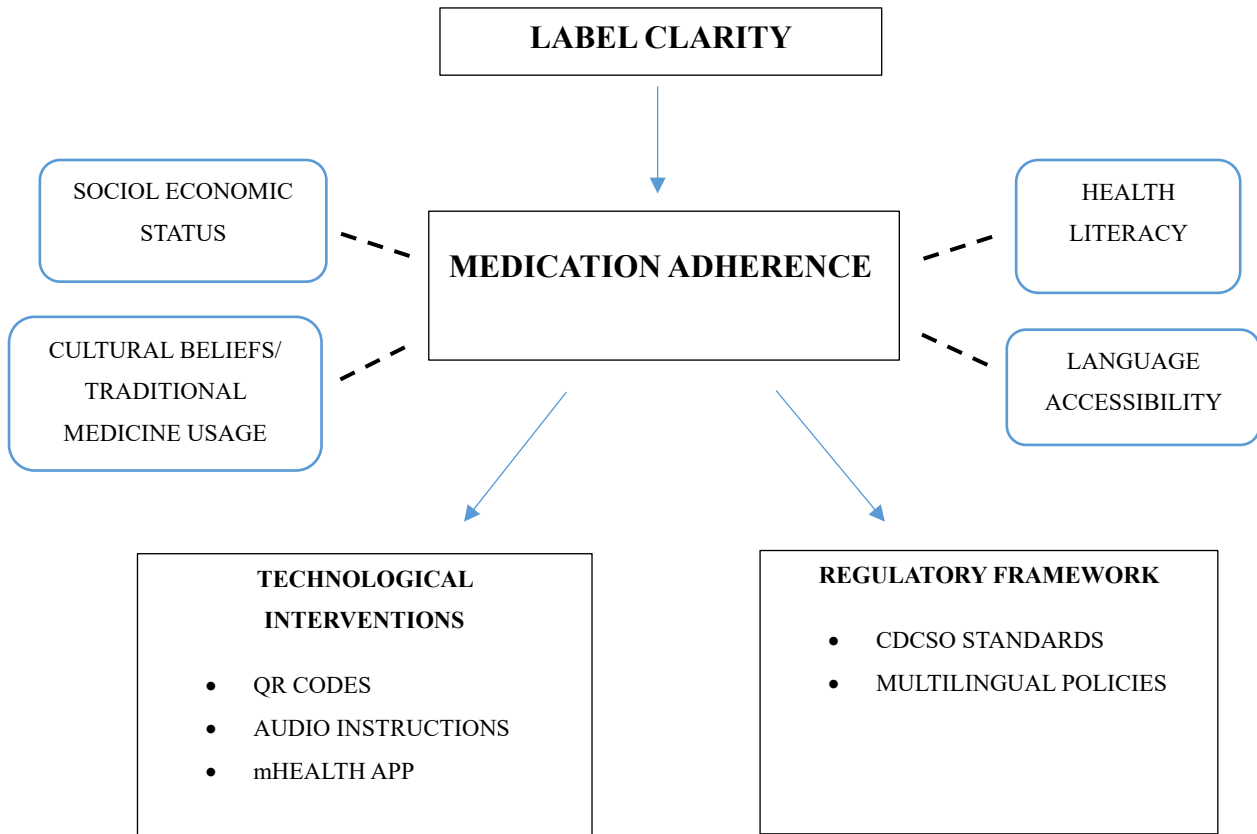 LABEL CLARITY
SOCIOL ECONOMIC
STATUS
HEALTH
LITERACY
MEDICATION ADHERENCE
CULTURAL BELIEFS/
TRADITIONAL
MEDICINE USAGE
LANGUAGE
ACCESSIBILITY
TECHNOLOGICAL
INTERVENTIONS
• QR CODES
• AUDIO INSTRUCTIONS
• mHEALTH APP
REGULATORY FRAMEWORK
• CDCSO STANDARDS
• MULTILINGUAL POLICIES